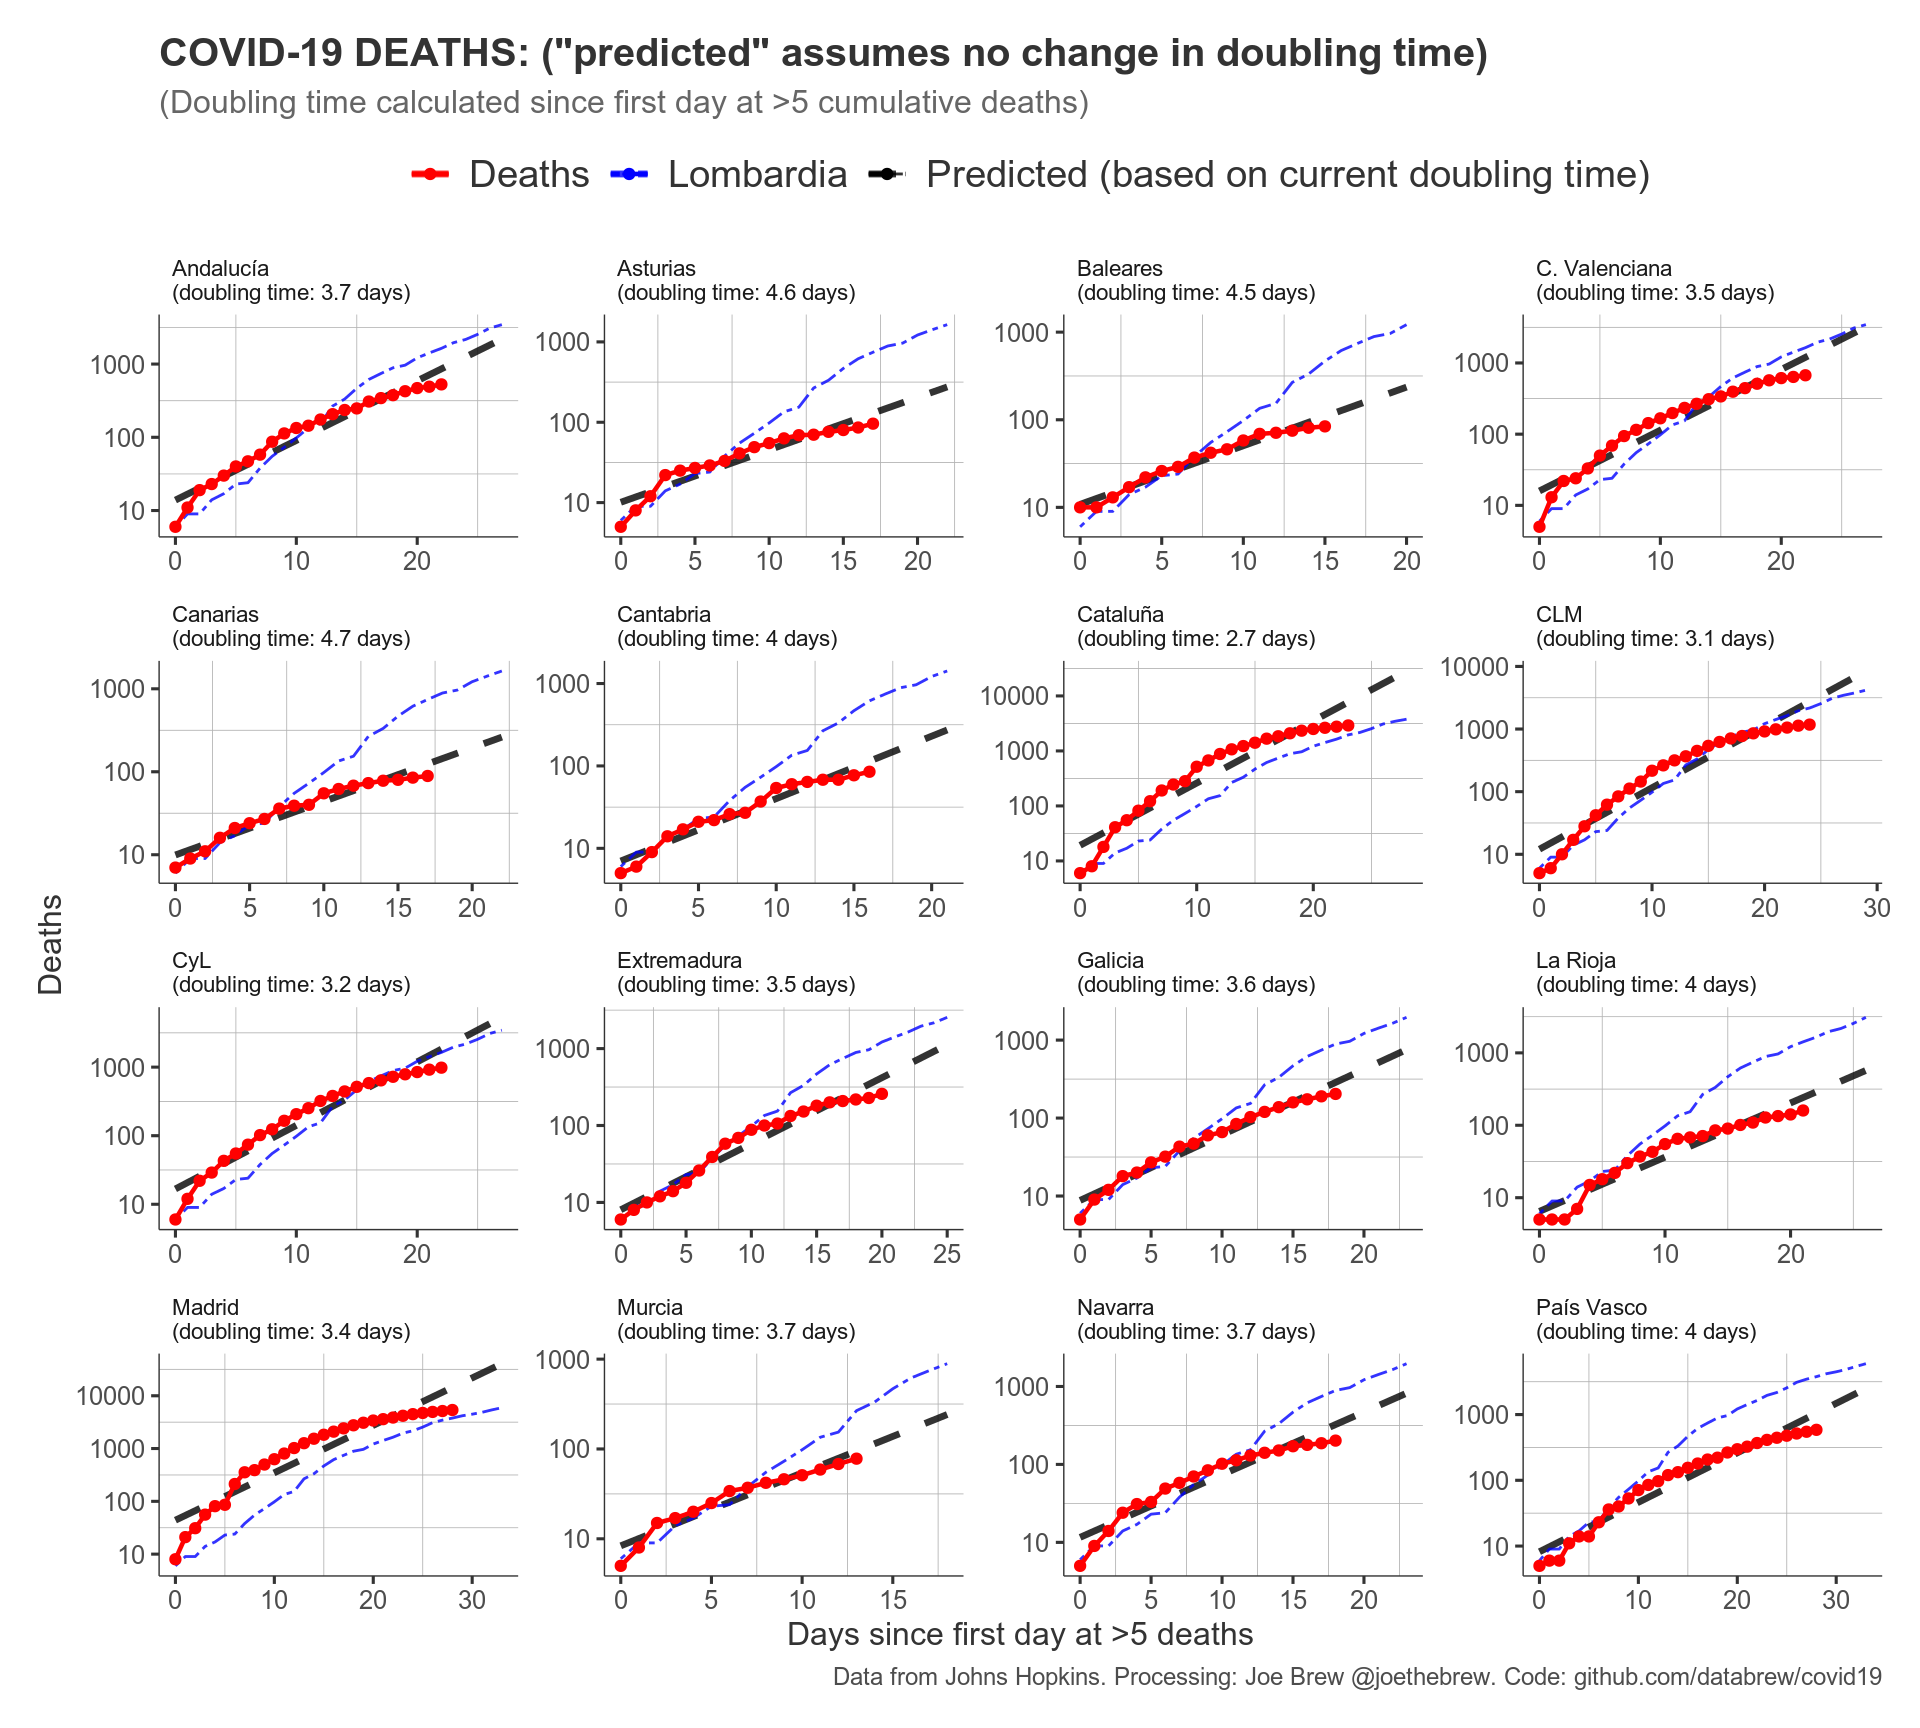 COVID-19 DEATHS: ("predicted" assumes no change in doubling time)
(Doubling time calculated since first day at >5 cumulative deaths)
Deaths Lombardia Predicted (based on current doubling time)
Andalucía
(doubling time: 3.7 days)
1000
100
10
0 10 20
Asturias
(doubling time: 4.6 days)
1000
100
10
0 5 10 15 20
Baleares
(doubling time: 4.5 days)
1000
100
10
0 5 10 15 20
C. Valenciana
(doubling time: 3.5 days)
1000
100
10
0 10 20
Canarias
(doubling time: 4.7 days)
1000
100
10
0 5 10 15 20
Cantabria
(doubling time: 4 days)
1000
100
10
0 5 10 15 20
Cataluña
(doubling time: 2.7 days)
10000
1000
100
10
0 10 20
CLM
(doubling time: 3.1 days)
10000
1000
100
10
0 10 20 30
CyL
(doubling time: 3.2 days)
1000
100
10
0 10 20
Extremadura
(doubling time: 3.5 days)
1000
100
10
0 5 10 15 20 25
Galicia
(doubling time: 3.6 days)
1000
100
10
0 5 10 15 20
La Rioja
(doubling time: 4 days)
1000
100
10
0 10 20
Madrid
(doubling time: 3.4 days)
10000
1000
100
10
0 10 20 30
Murcia
(doubling time: 3.7 days)
1000
100
10
0 5 10 15
Navarra
(doubling time: 3.7 days)
1000
100
10
0 5 10 15 20
País Vasco
(doubling time: 4 days)
1000
100
10
0 10 20 30
Deaths
Days since first day at >5 deaths
Data from Johns Hopkins. Processing: Joe Brew @joethebrew. Code: github.com/databrew/covid19